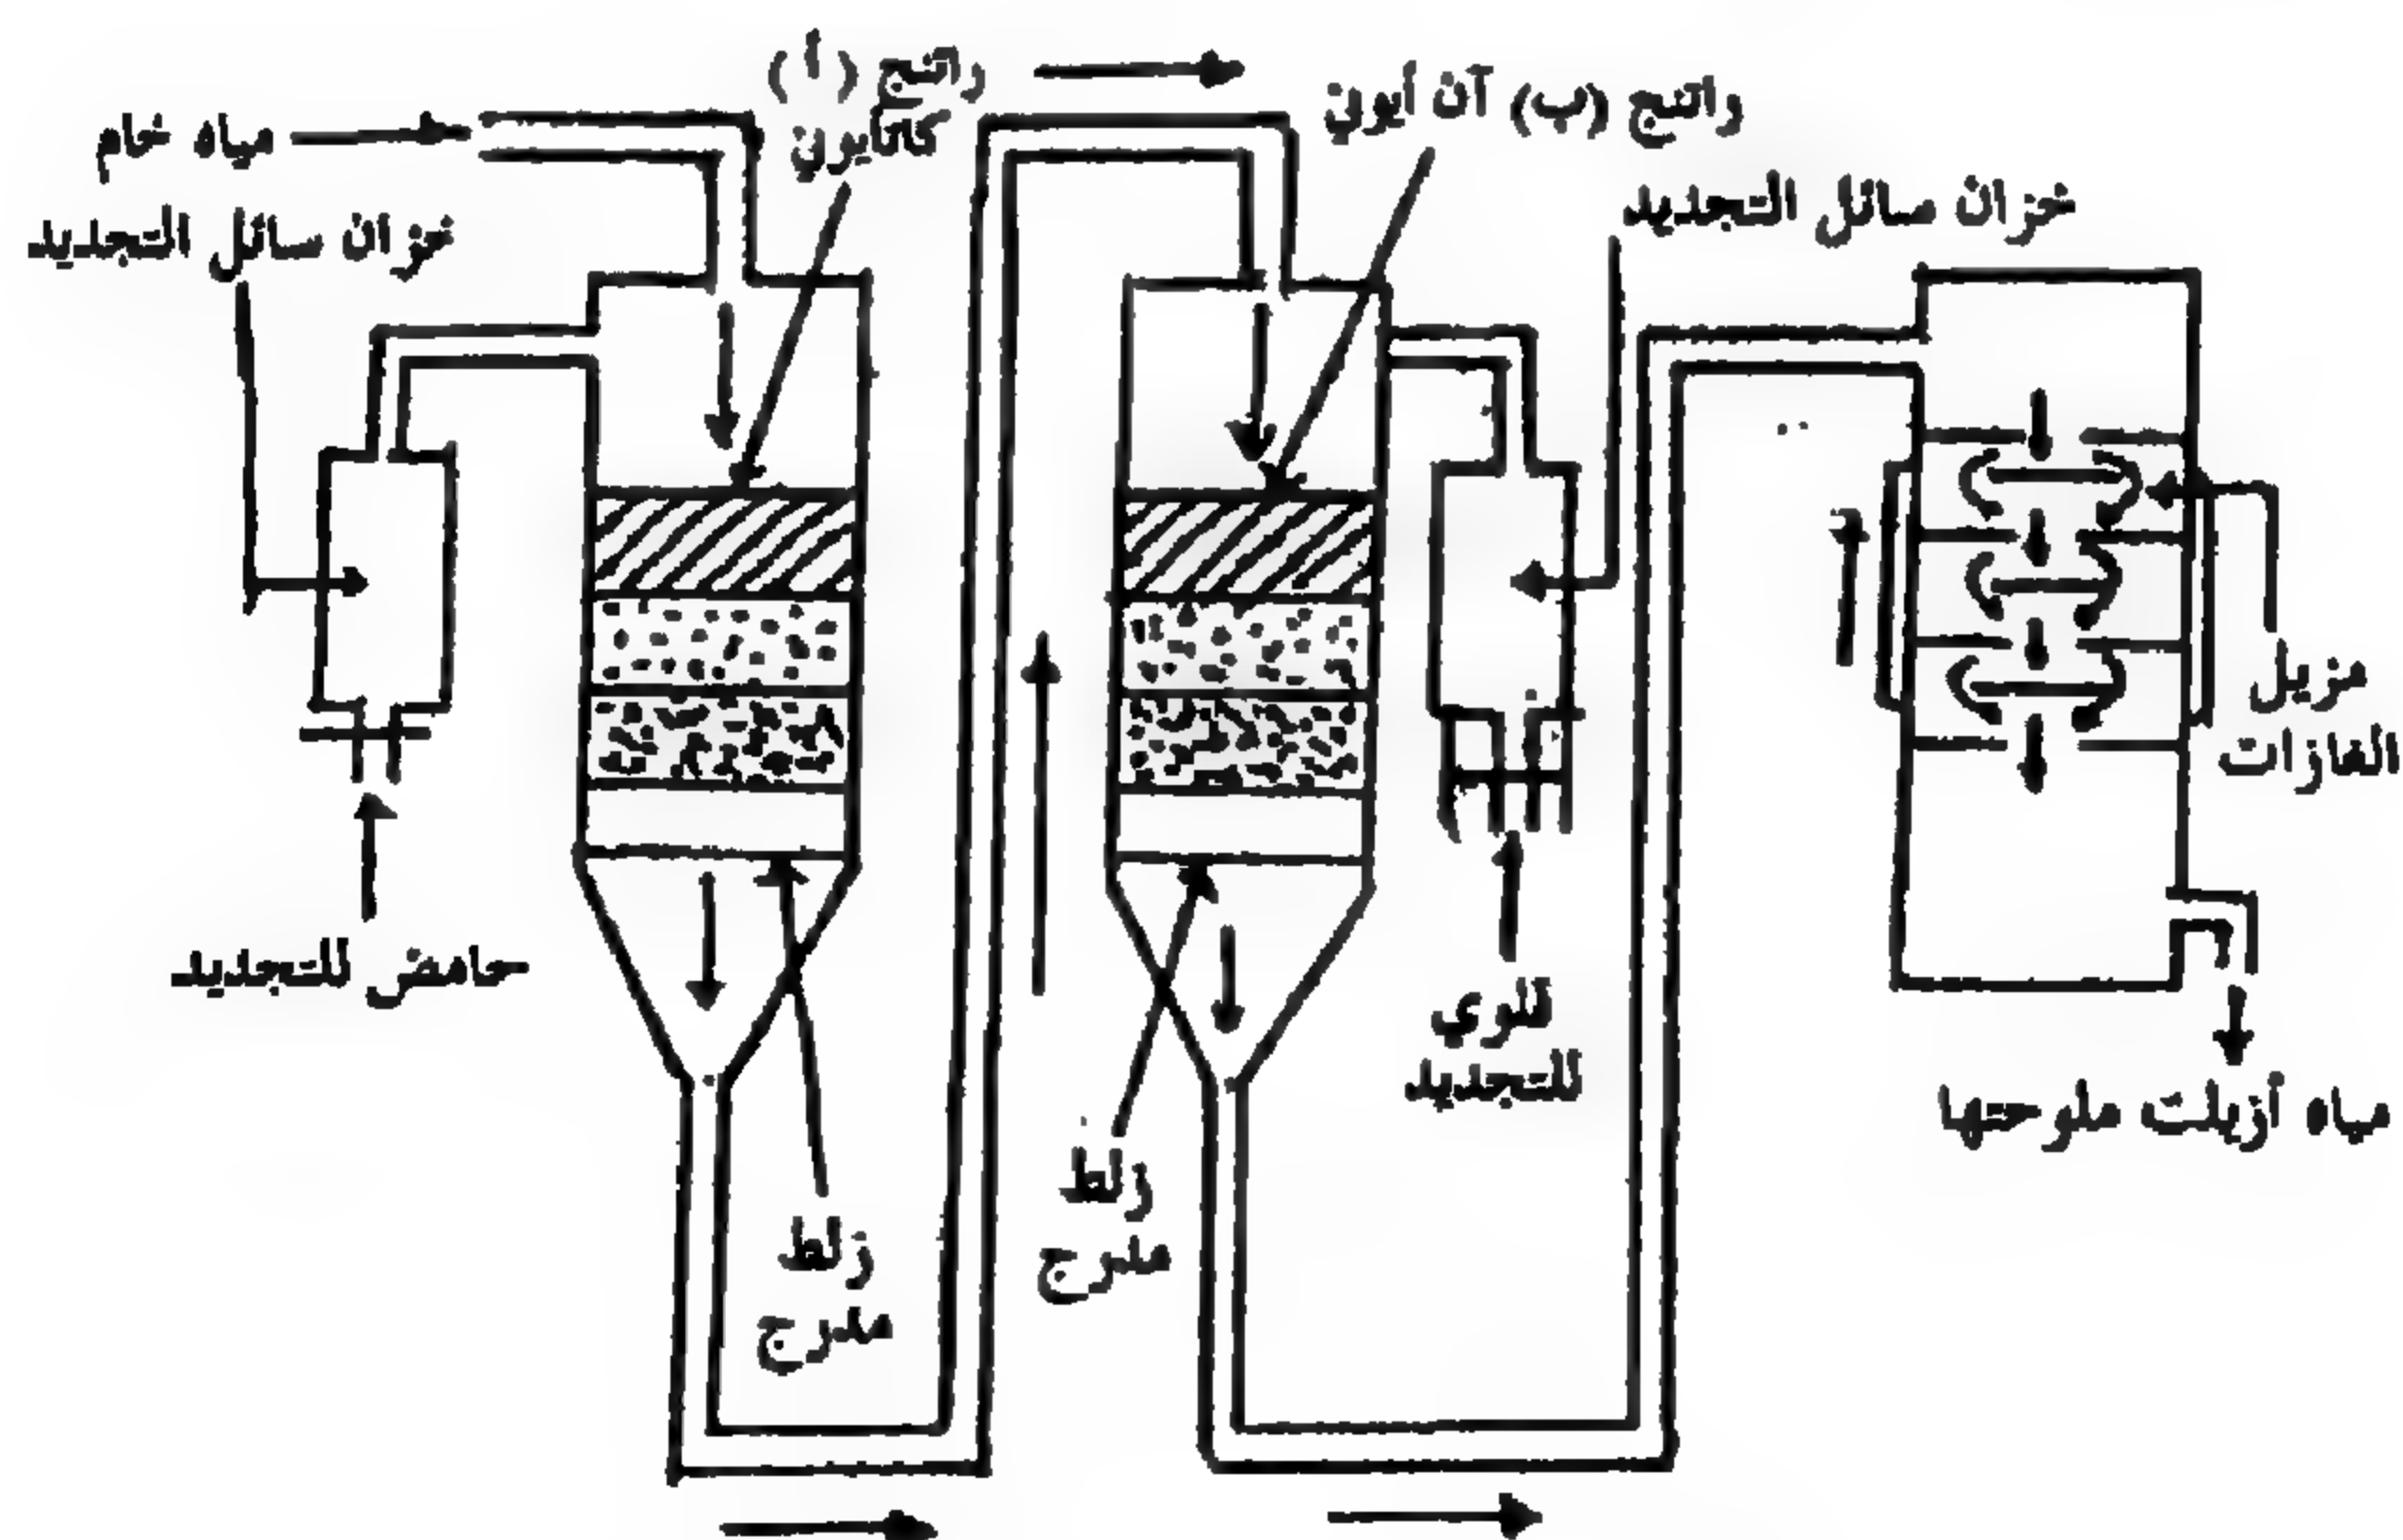 راتنج (أ)
كاتايون
راتنج (ب) آن أيون
مياه خام
خزان سائل التجديد
خزان سائل التجديد
مزيل
الغازات
حامض للتجديد
قلوي
للتجديد
مياه أزيلت ملوحتها
زلط
مدرج
زلط
مدرج